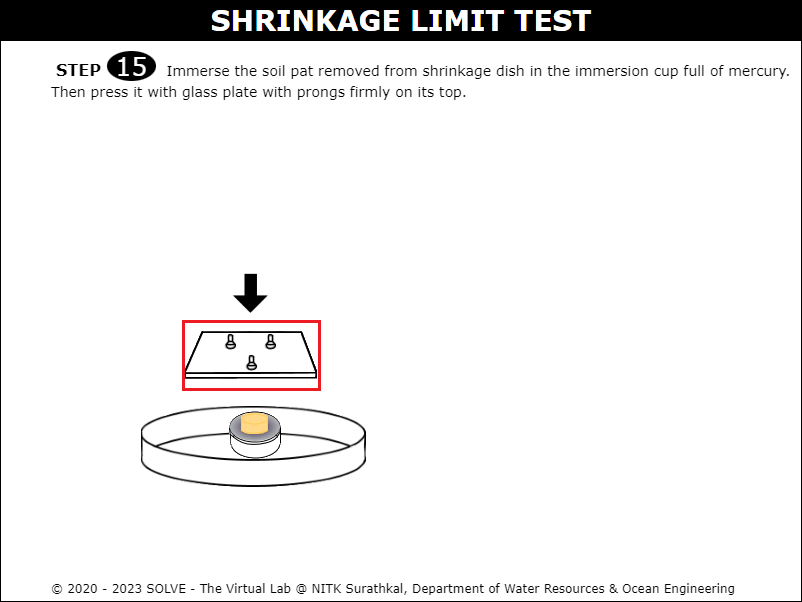 SHRINKAGE LIMIT TEST
STEP 15 Immerse the soil pat removed from shrinkage dish in the immersion cup full of mercury.
Then press it with glass plate with prongs firmly on its top.
© 2020 - 2023 SOLVE - The Virtual Lab @ NITK Surathkal, Department of Water Resources & Ocean Engineering